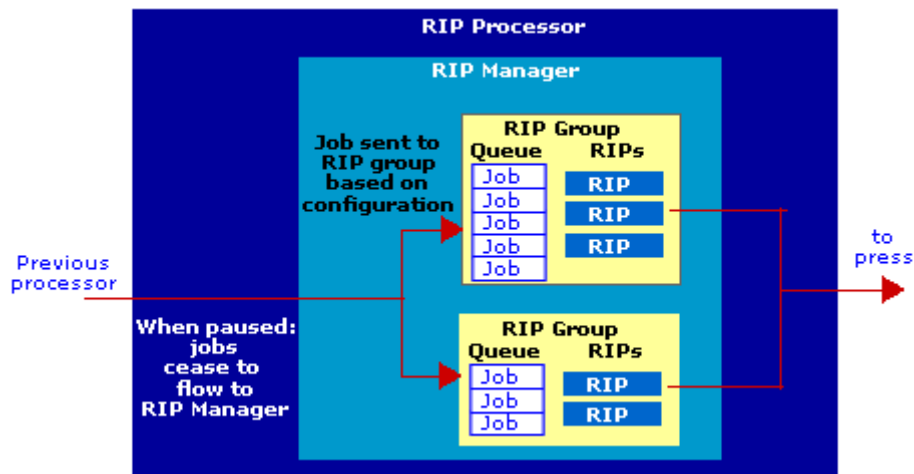 RIP Processor
RIP Manager
Job sent to
RIP group
based on
configuration
RIP Group
Queue RIPs
Job
Job
Job
Job
Job
RIP
RIP
RIP
Previous
processor
to
press
When paused:
jobs
cease to
flow to
RIP Manager
RIP Group
Queue RIPs
Job
Job
Job
RIP
RIP